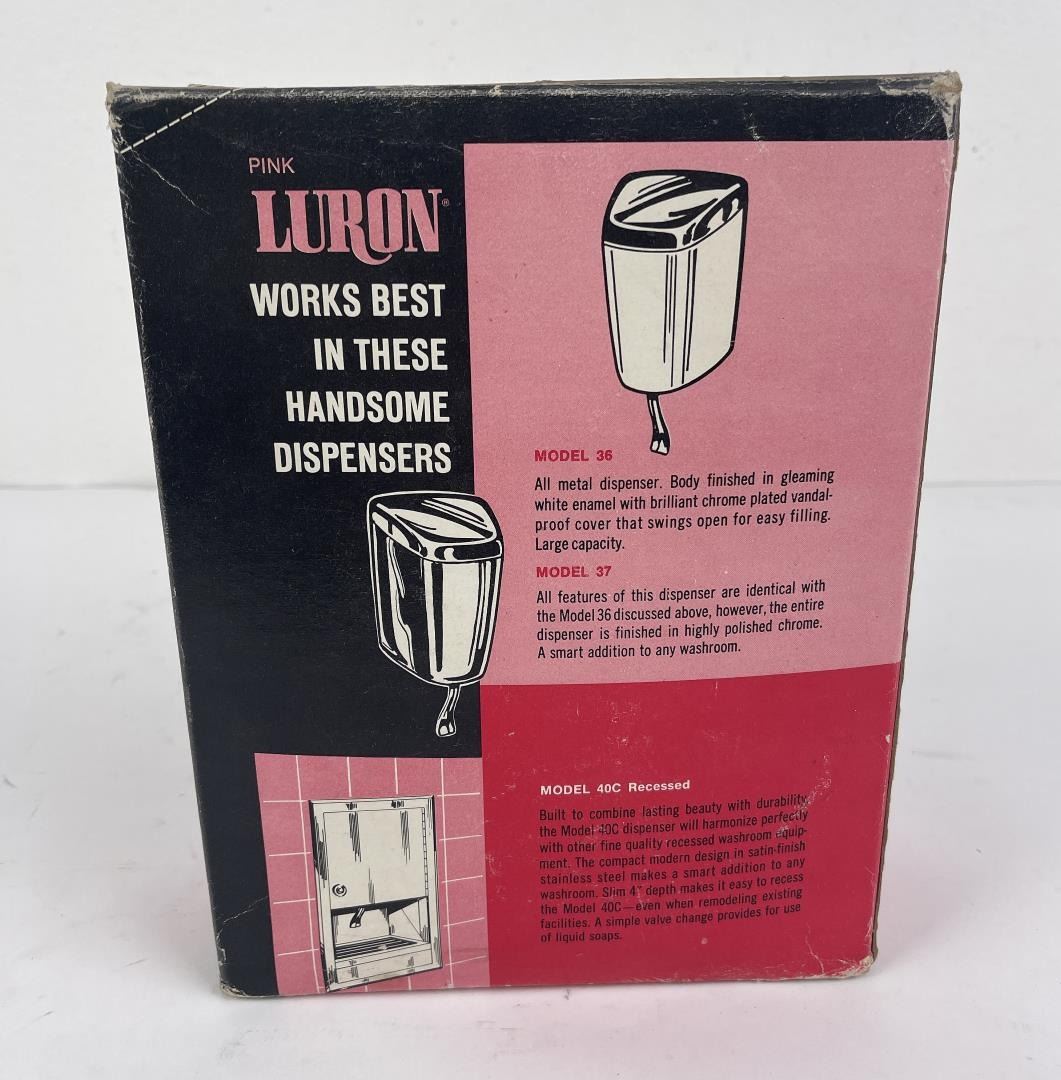 PINK
LURON®
WORKS BEST
IN THESE
HANDSOME
DISPENSERS
MODEL 36
All metal dispenser. Body finished in gleaming
white enamel with brilliant chrome plated vandal-
proof cover that swings open for easy filling.
Large capacity.
MODEL 37
All features of this dispenser are identical with
the Model 36 discussed above, however, the entire
dispenser is finished in highly polished chrome.
A smart addition to any washroom.
MODEL 40C Recessed
Built to combine lasting beauty with durability,
the Model 40C dispenser will harmonize perfectly
with other fine quality recessed washroom equip-
ment. The compact modern design in satin-finish
stainless steel makes a smart addition to any
washroom. Slim 4" depth makes it easy to recess
the Model 40C—even when remodeling existing
facilities. A simple valve change provides for use
of liquid soaps.